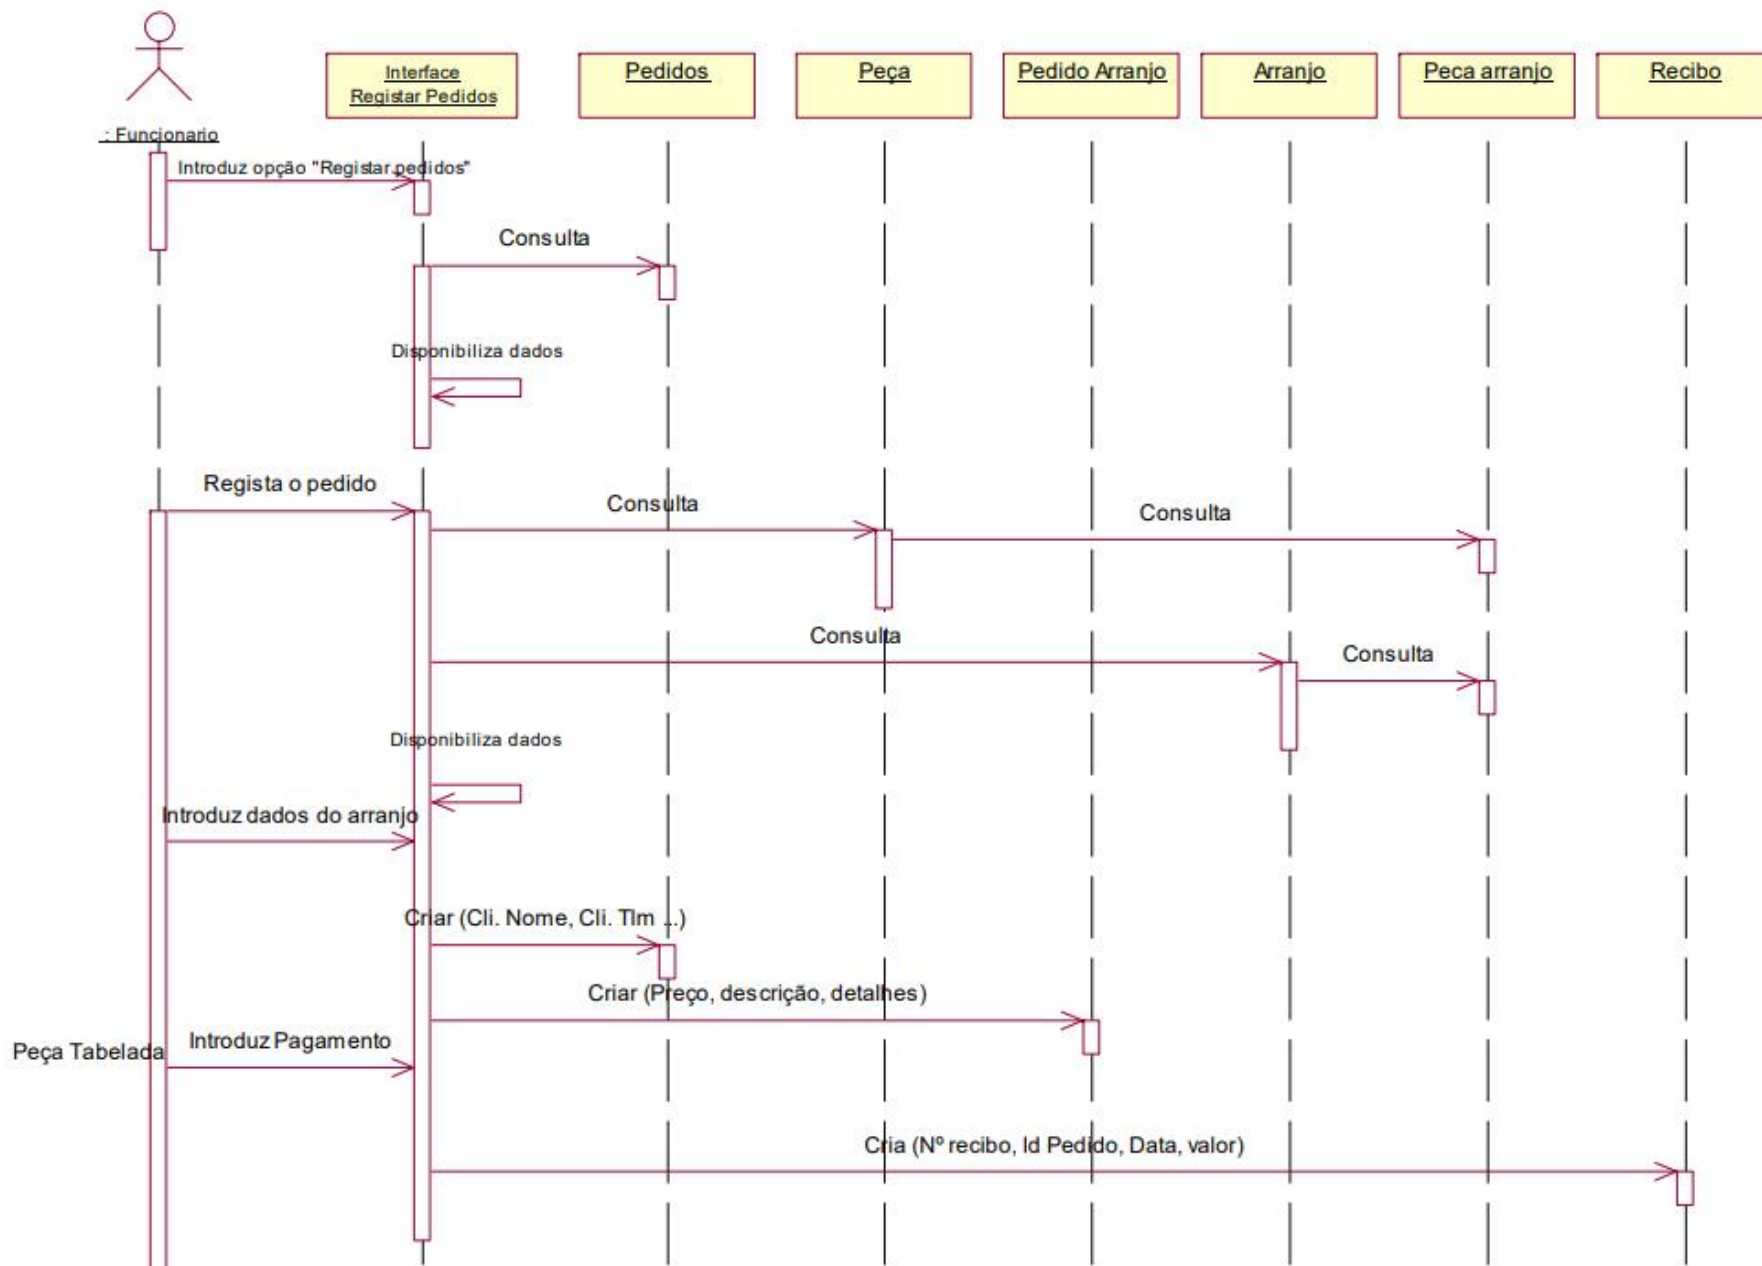 Interface
Registar Pedidos
Pedidos
Peça
Pedido Arranjo
Arranjo
Peca arranjo
Recibo
: Funcionario
Introduz opção "Registar pedidos"
Consulta
Disponibiliza dados
Regista o pedido
Consulta
Consulta
Consulta
Consulta
Disponibiliza dados
Introduz dados do arranjo
Criar (Cli. Nome, Cli. Tlm ...)
Criar (Preço, descrição, detalhes)
Introduz Pagamento
Peça Tabelada
Cria (Nº recibo, Id Pedido, Data, valor)